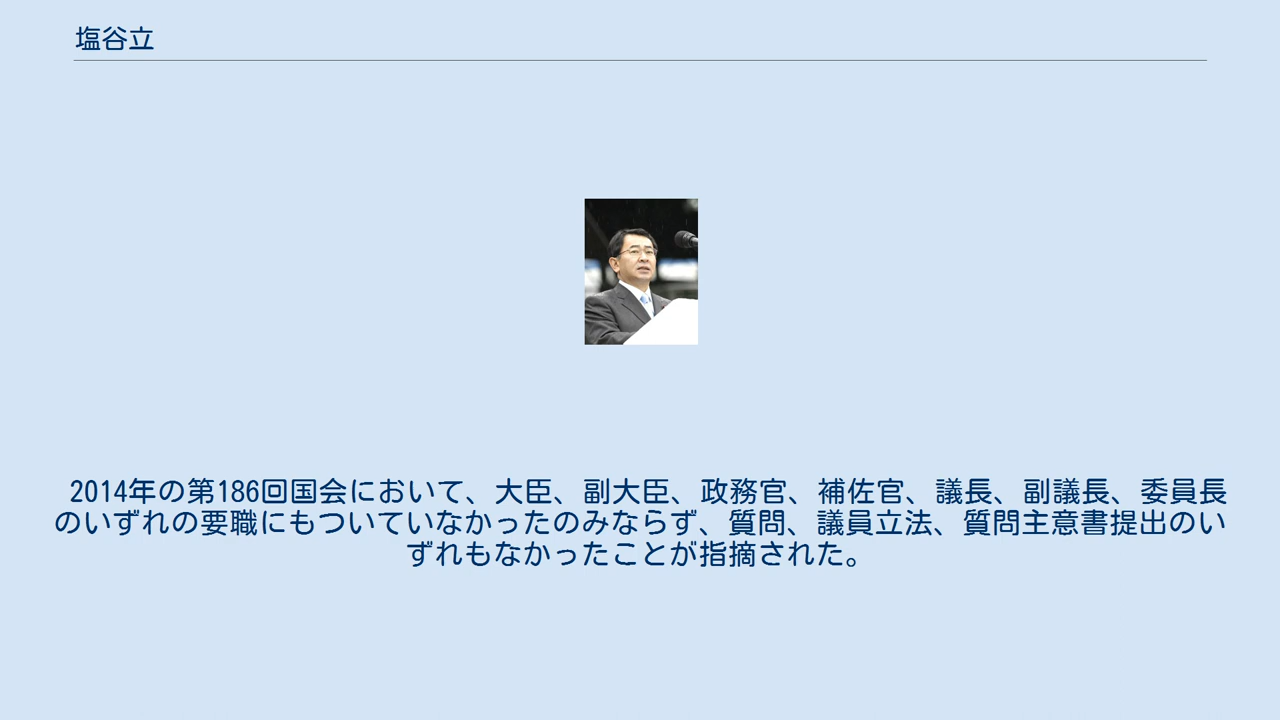 塩谷立
2014年の第186回国会において、大臣、副大臣、政務官、補佐官、議長、副議長、委員長
のいずれの要職にもついていなかったのみならず、質問、議員立法、質問主意書提出のい
ずれもなかったことが指摘された。